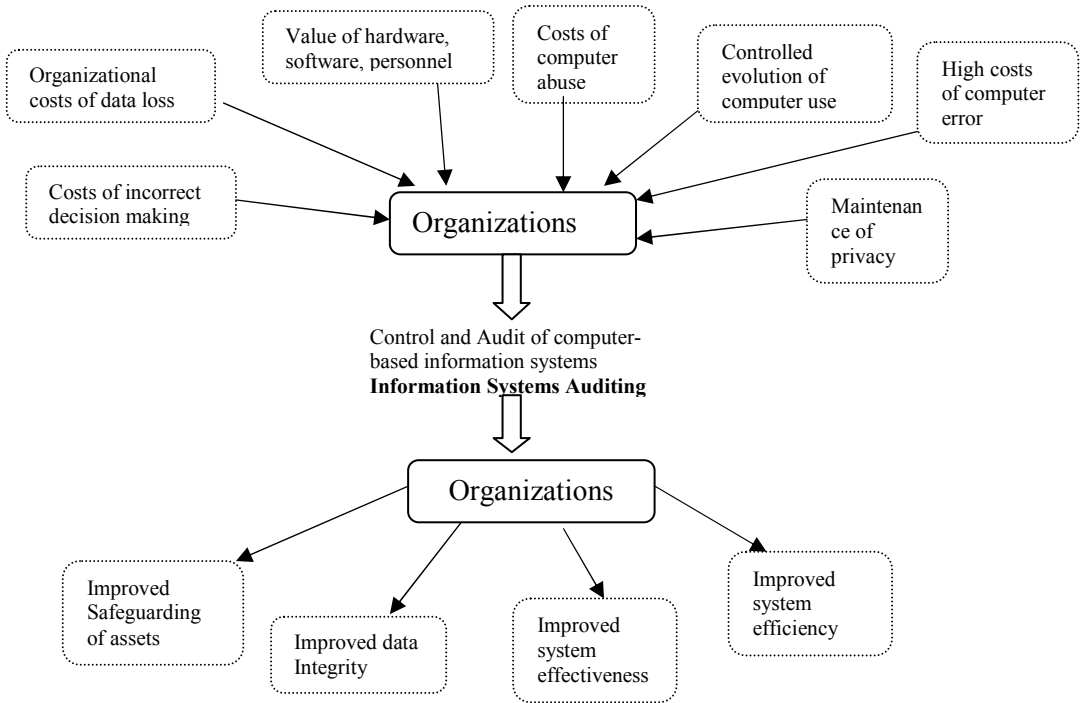 Organizational
costs of data loss
Value of hardware,
software, personnel
Costs of
computer
abuse
Controlled
evolution of
computer use
High costs
of computer
error
Costs of incorrect
decision making
Maintenan
ce of
privacy
Organizations
Control and Audit of computer-
based information systems
Information Systems Auditing
Organizations
Improved
Safeguarding
of assets
Improved data
Integrity
Improved
system
effectiveness
Improved
system
efficiency